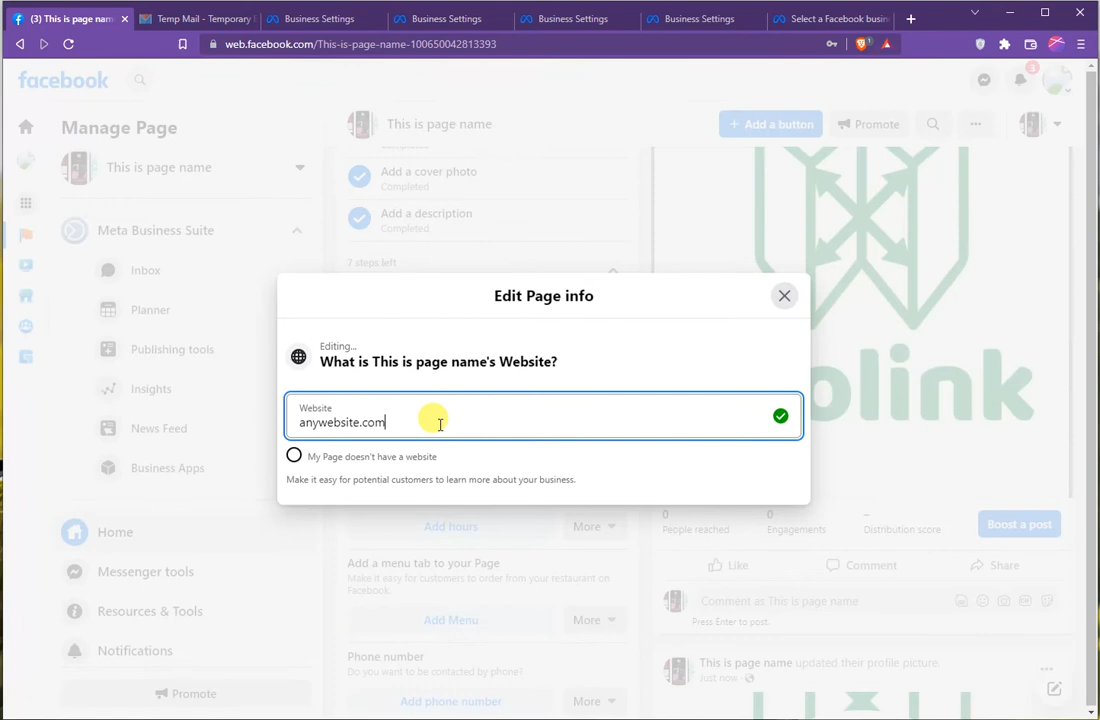 (3) This is page nam
Temp Mail - Temporary
Business Settings
Business Settings
Business Settings
Business Settings
Select a Facebook busin
web.facebook.com/This-is-page-name-100650042813393
1
facebook
3
Manage Page
This is page name
Meta Business Suite
Inbox
Planner
Publishing tools
Insights
News Feed
Business Apps
Home
Messenger tools
Resources & Tools
Notifications
Promote
This is page name
+ Add a button
Promote
Completed
Add a cover photo
Completed
Add a description
Completed
7 steps left
Edit Page info
Editing...
What is This is page name's Website?
Website
anywebsite.com
My Page doesn't have a website
Make it easy for potential customers to learn more about your business.
Add hours
More
Add a menu tab to your Page
Make it easy for customers to order from your restaurant on
Facebook.
Add Menu
More
Phone number
Do you want to be contacted by phone?
Add phone number
More
olink
0
People reached
0
Engagements
--
Distribution score
Boost a post
Like
Comment
Share
Comment as This is page name
Press Enter to post.
This is page name updated their profile picture.
Just now ·